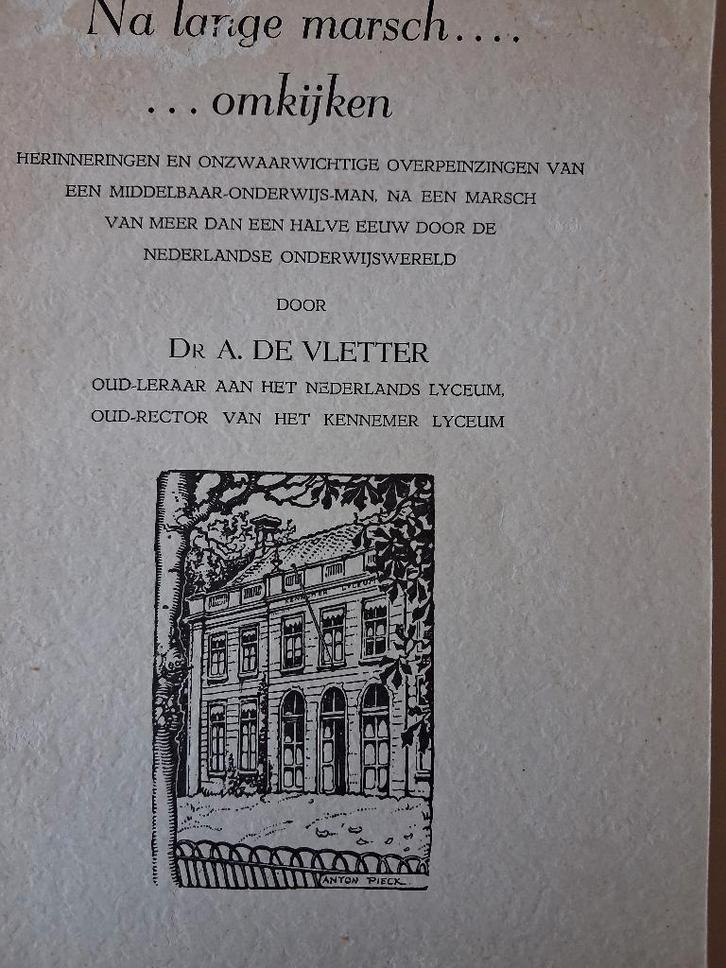 Na lange marsch....
...omkijken
HERINNERINGEN EN ONZWAARWICHTIGE OVERPEINZINGEN VAN
EEN MIDDELBAAR-ONDERWIJS-MAN, NA EEN MARSCH
VAN MEER DAN EEN HALVE EEUW DOOR DE
NEDERLANDSE ONDERWIJSWERELD
DOOR
DR A. DE VLETTER
OUD-LERAAR AAN HET NEDERLANDS LYCEUM,
OUD-RECTOR VAN HET KENNEMER LYCEUM
KENNEMER LYCEUM
ANTON PIECK